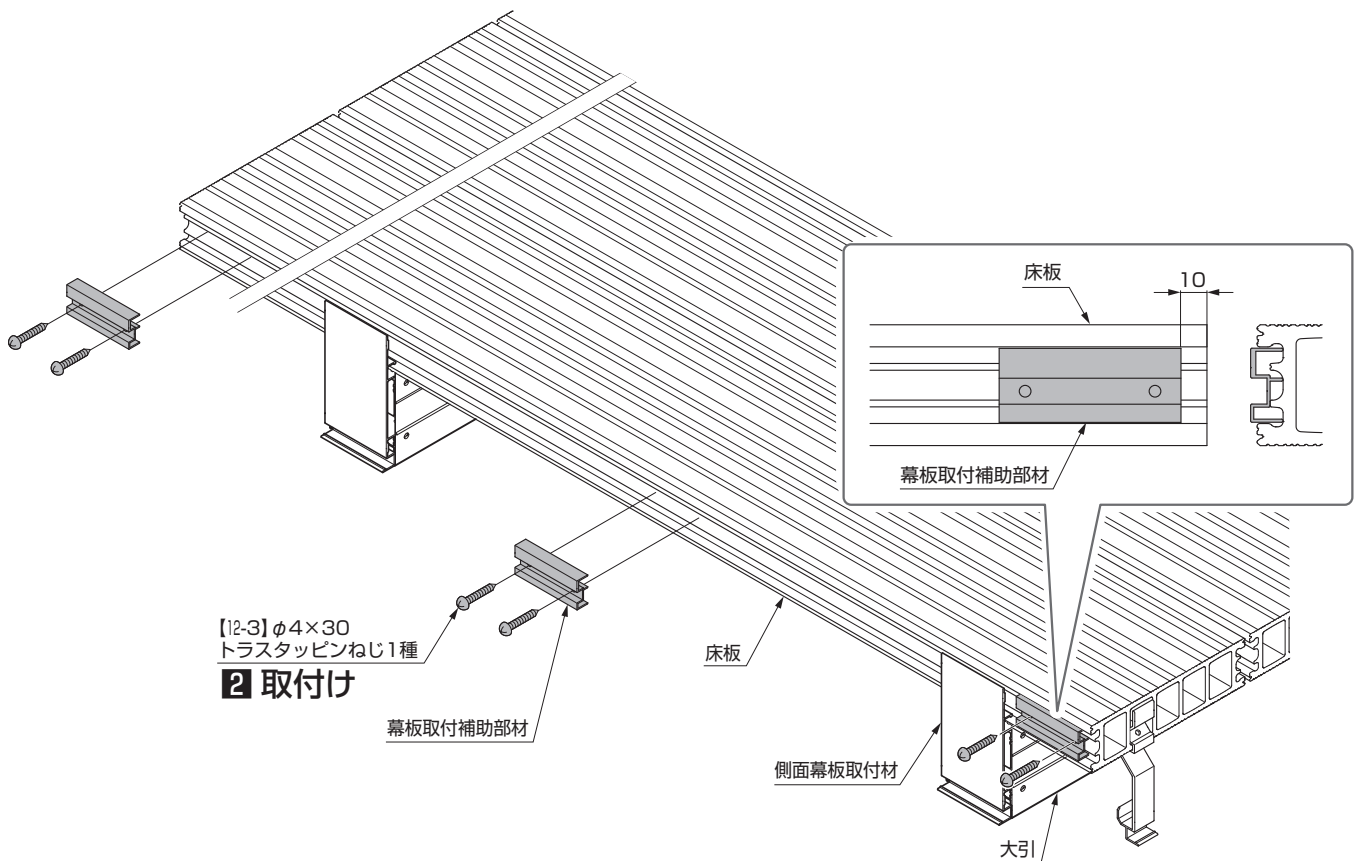 床板
10
幕板取付補助部材
【12-3】φ4×30
トラスタッピンねじ1種
2 取付け
幕板取付補助部材
床板
側面幕板取付材
大引